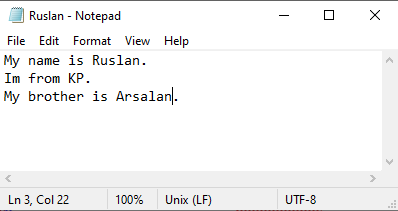 Ruslan - Notepad
File Edit Format View Help
My name is Ruslan.
Im from KP.
My brother is Arsalan.
Ln 3, Col 22 100% Unix (LF) UTF-8